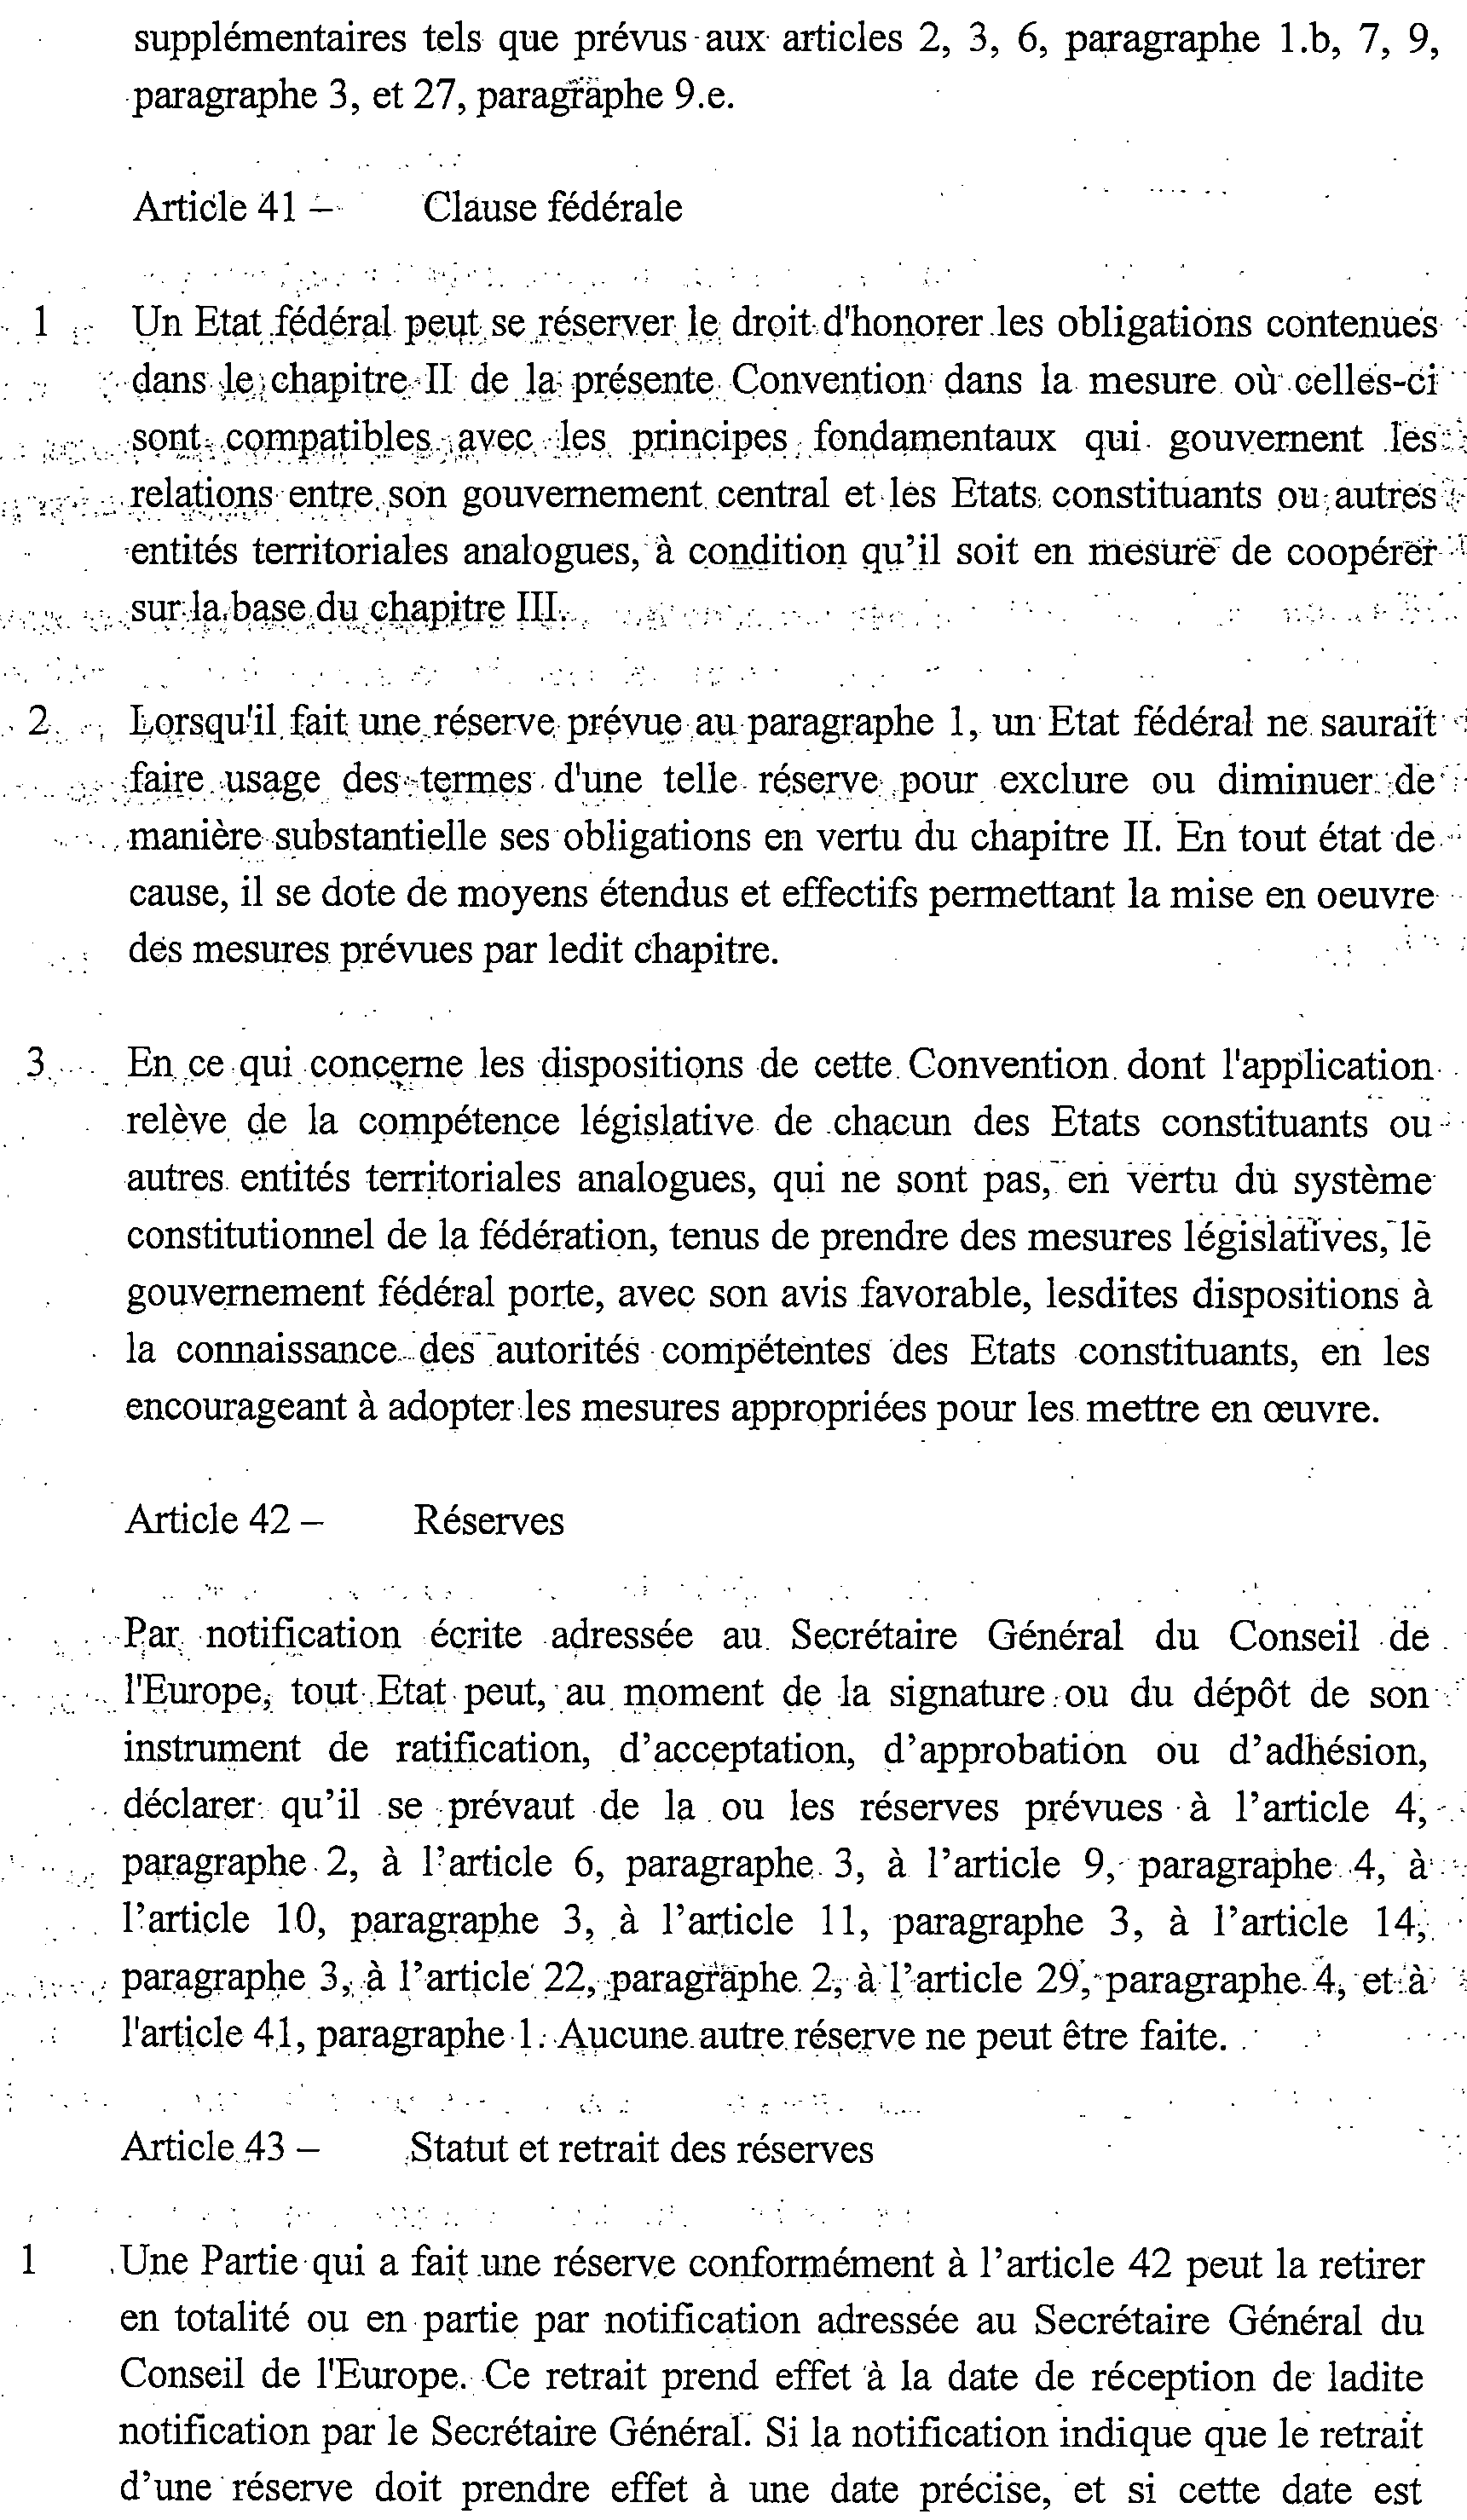 supplémentaires tels que prévus aux articles 2, 3, 6, paragraphe 1.b, 7, 9,
paragraphe 3, et 27, paragraphe 9.e.
Article 41 – Clause fédérale
1 Un Etat fédéral peut se réserver le droit d'honorer les obligations contenues
dans le chapitre II de la présente Convention dans la mesure où celles-ci
sont compatibles avec les principes fondamentaux qui gouvernent les
relations entre son gouvernement central et les Etats constituants ou autres
entités territoriales analogues, à condition qu’il soit en mesure de coopérer
sur la base du chapitre III.
2 Lorsqu'il fait une réserve prévue au paragraphe 1, un Etat fédéral ne saurait
faire usage des termes d'une telle réserve pour exclure ou diminuer de
manière substantielle ses obligations en vertu du chapitre II. En tout état de
cause, il se dote de moyens étendus et effectifs permettant la mise en oeuvre
des mesures prévues par ledit chapitre.
3 En ce qui concerne les dispositions de cette Convention dont l'application
relève de la compétence législative de chacun des Etats constituants ou
autres entités territoriales analogues, qui ne sont pas, en vertu du système
constitutionnel de la fédération, tenus de prendre des mesures législatives, le
gouvernement fédéral porte, avec son avis favorable, lesdites dispositions à
la connaissance des autorités compétentes des Etats constituants, en les
encourageant à adopter les mesures appropriées pour les mettre en œuvre.
Article 42 – Réserves
Par notification écrite adressée au Secrétaire Général du Conseil de
l'Europe, tout Etat peut, au moment de la signature ou du dépôt de son
instrument de ratification, d’acceptation, d’approbation ou d’adhésion,
déclarer qu’il se prévaut de la ou les réserves prévues à l’article 4,
paragraphe 2, à l’article 6, paragraphe 3, à l’article 9, paragraphe 4, à
l’article 10, paragraphe 3, à l’article 11, paragraphe 3, à l’article 14,
paragraphe 3, à l’article 22, paragraphe 2, à l’article 29, paragraphe 4, et à
l'article 41, paragraphe 1. Aucune autre réserve ne peut être faite.
Article 43 – Statut et retrait des réserves
1 Une Partie qui a fait une réserve conformément à l’article 42 peut la retirer
en totalité ou en partie par notification adressée au Secrétaire Général du
Conseil de l'Europe. Ce retrait prend effet à la date de réception de ladite
notification par le Secrétaire Général. Si la notification indique que le retrait
d’une réserve doit prendre effet à une date précise, et si cette date est